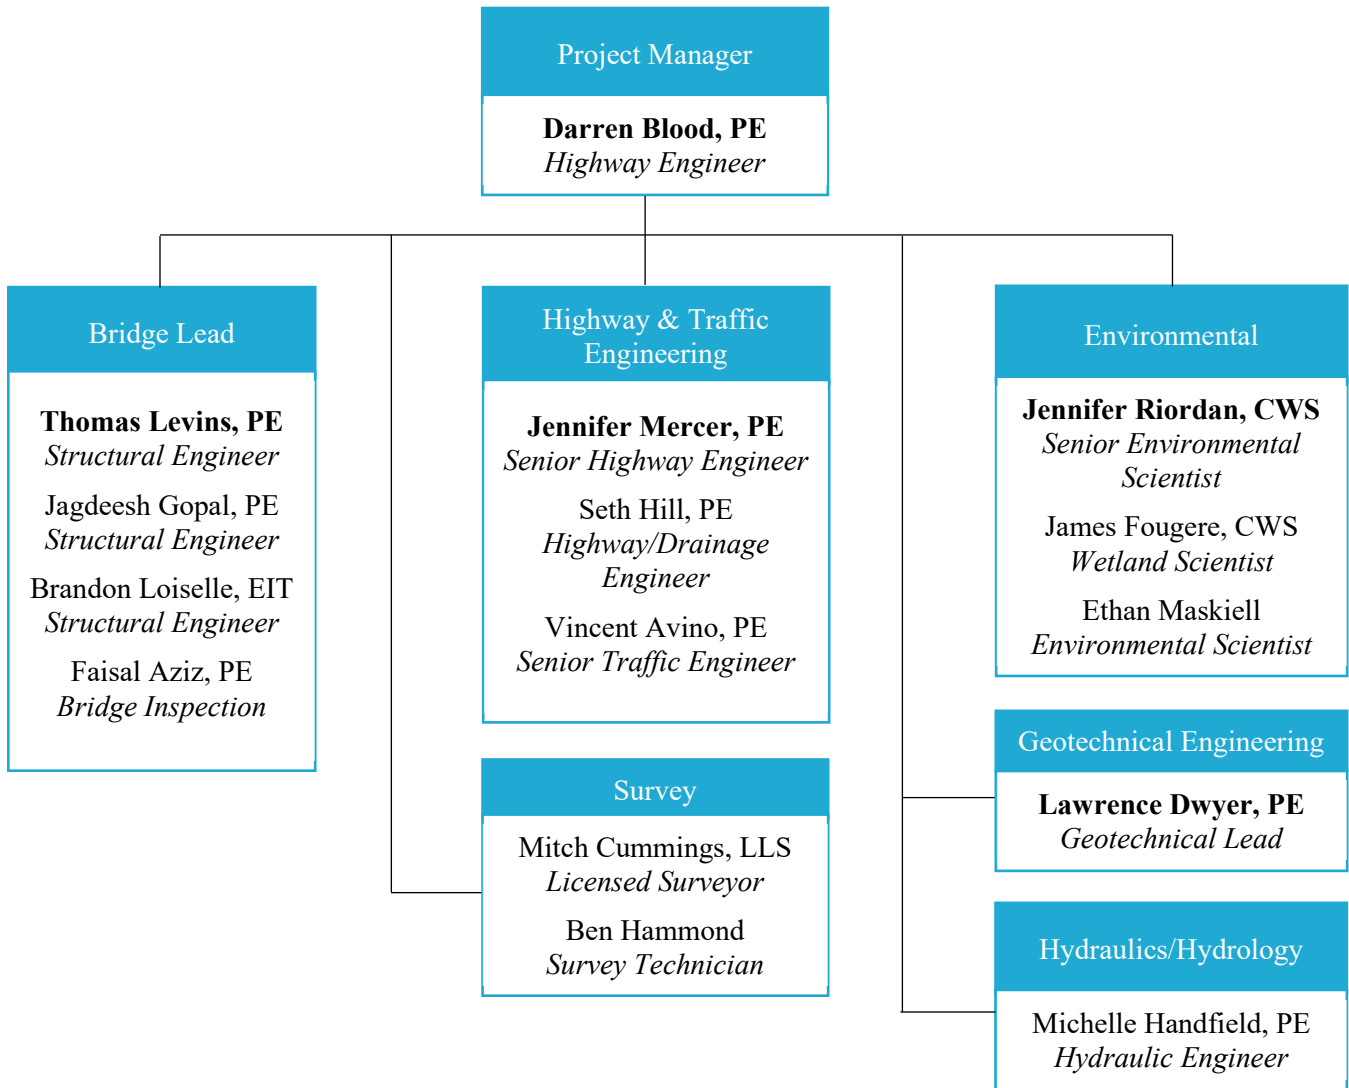 Project Manager
Darren Blood, PE
Highway Engineer
Bridge Lead
Thomas Levins, PE
Structural Engineer
Jagdeesh Gopal, PE
Structural Engineer
Brandon Loiselle, EIT
Structural Engineer
Faisal Aziz, PE
Bridge Inspection
Highway & Traffic
Engineering
Jennifer Mercer, PE
Senior Highway Engineer
Seth Hill, PE
Highway/Drainage
Engineer
Vincent Avino, PE
Senior Traffic Engineer
Survey
Mitch Cummings, LLS
Licensed Surveyor
Ben Hammond
Survey Technician
Environmental
Jennifer Riordan, CWS
Senior Environmental
Scientist
James Fougere, CWS
Wetland Scientist
Ethan Maskiell
Environmental Scientist
Geotechnical Engineering
Lawrence Dwyer, PE
Geotechnical Lead
Hydraulics/Hydrology
Michelle Handfield, PE
Hydraulic Engineer